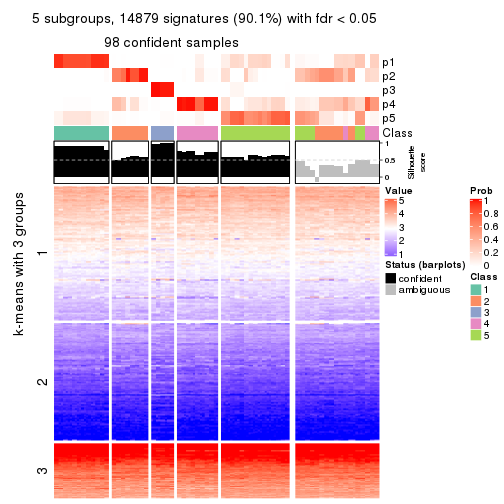 5 subgroups, 14879 signatures (90.1%) with fdr < 0.05
98 confident samples
p1
p2
p3
p4
p5
Class
1
0.5
0
Silhouette
score
k-means with 3 groups
1
2
3
Value
5
4
3
2
1
Status (barplots)
confident
ambiguous
Prob
1
0.8
0.6
0.4
0.2
0
Class
1
2
3
4
5